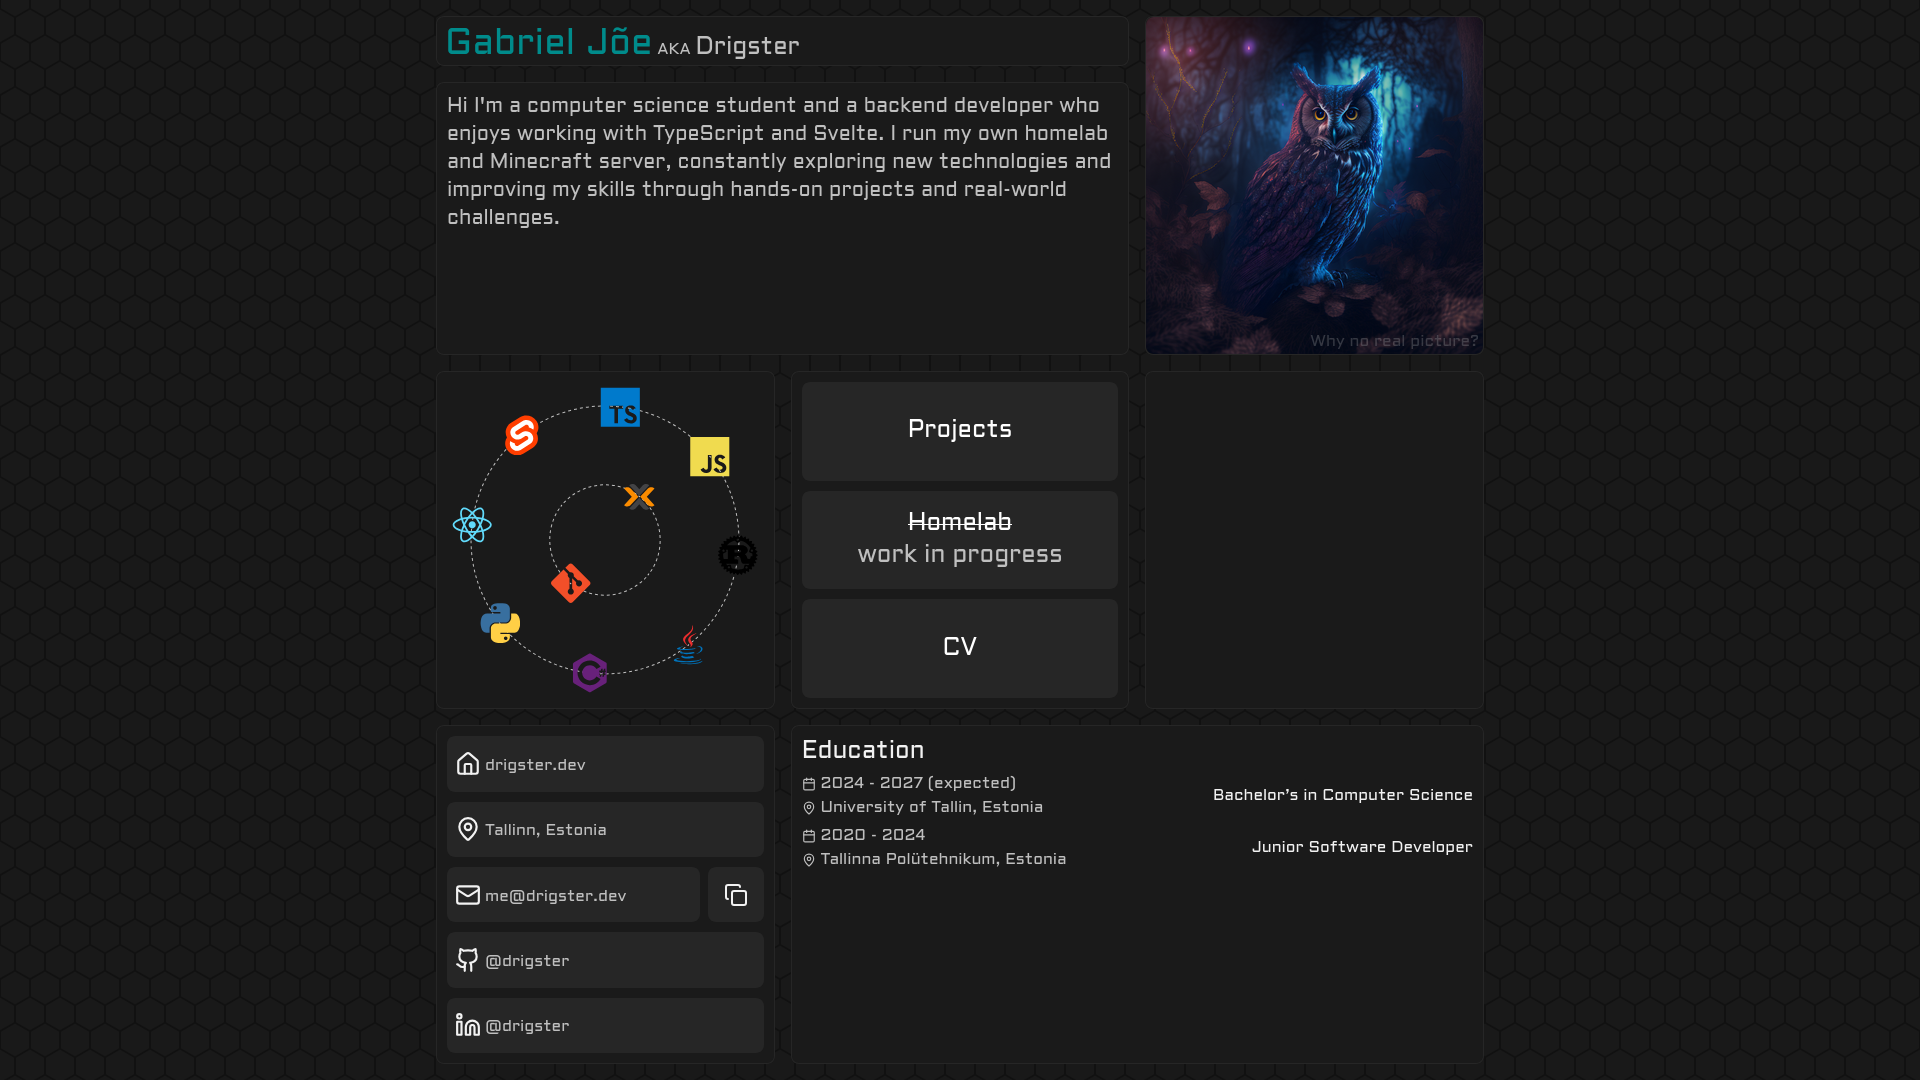 Gabriel Jõe AKA Drigster
Hi I'm a computer science student and a backend developer who
enjoys working with TypeScript and Svelte. I run my own homelab
and Minecraft server, constantly exploring new technologies and
improving my skills through hands-on projects and real-world
challenges.
Why no real picture?
TS
JS
R
Projects
Homelab
work in progress
CV
drigster.dev
Tallinn, Estonia
me@drigster.dev
@drigster
@drigster
Education
2024 - 2027 (expected)
University of Tallin, Estonia
Bachelor's in Computer Science
2020 - 2024
Tallinna Polütehnikum, Estonia
Junior Software Developer